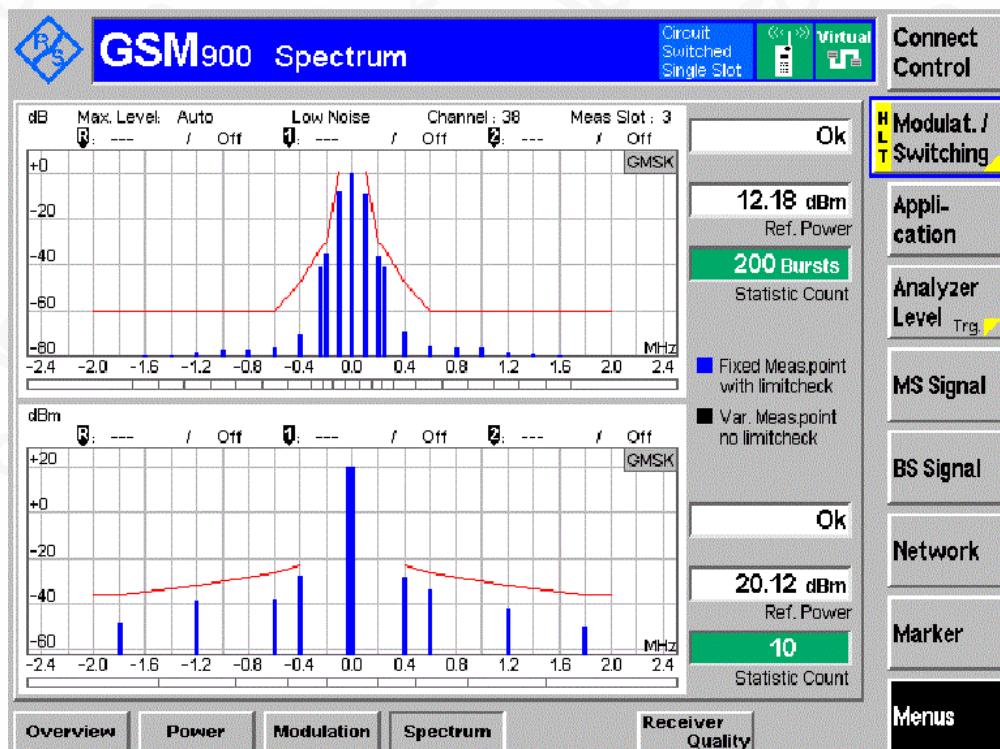 R/S
GSM900 Spectrum
Circuit
Switched
Single Slot
Virtual
Connect
Control
dB Max. Level: Auto Low Noise Channel : 38 Meas Slot : 3
R : --- / Off 1 : --- / Off 2 : --- / Off
GMSK
+0
-20
-40
-60
-80
MHz
-2.4 -2.0 -1.6 -1.2 -0.8 -0.4 0.0 0.4 0.8 1.2 1.6 2.0 2.4
Ok
12.18 dBm
Ref. Power
200 Bursts
Statistic Count
Fixed Meas.point
with limitcheck
Var. Meas.point
no limitcheck
dBm
R : --- / Off 1 : --- / Off 2 : --- / Off
GMSK
+20
+0
-20
-40
-60
MHz
-2.4 -2.0 -1.6 -1.2 -0.8 -0.4 0.0 0.4 0.8 1.2 1.6 2.0 2.4
Ok
20.12 dBm
Ref. Power
10
Statistic Count
HLT
Modulat. /
Switching
Appli-
cation
Analyzer
Level Trg.
MS Signal
BS Signal
Network
Marker
Menus
Overview Power Modulation Spectrum Receiver
Quality